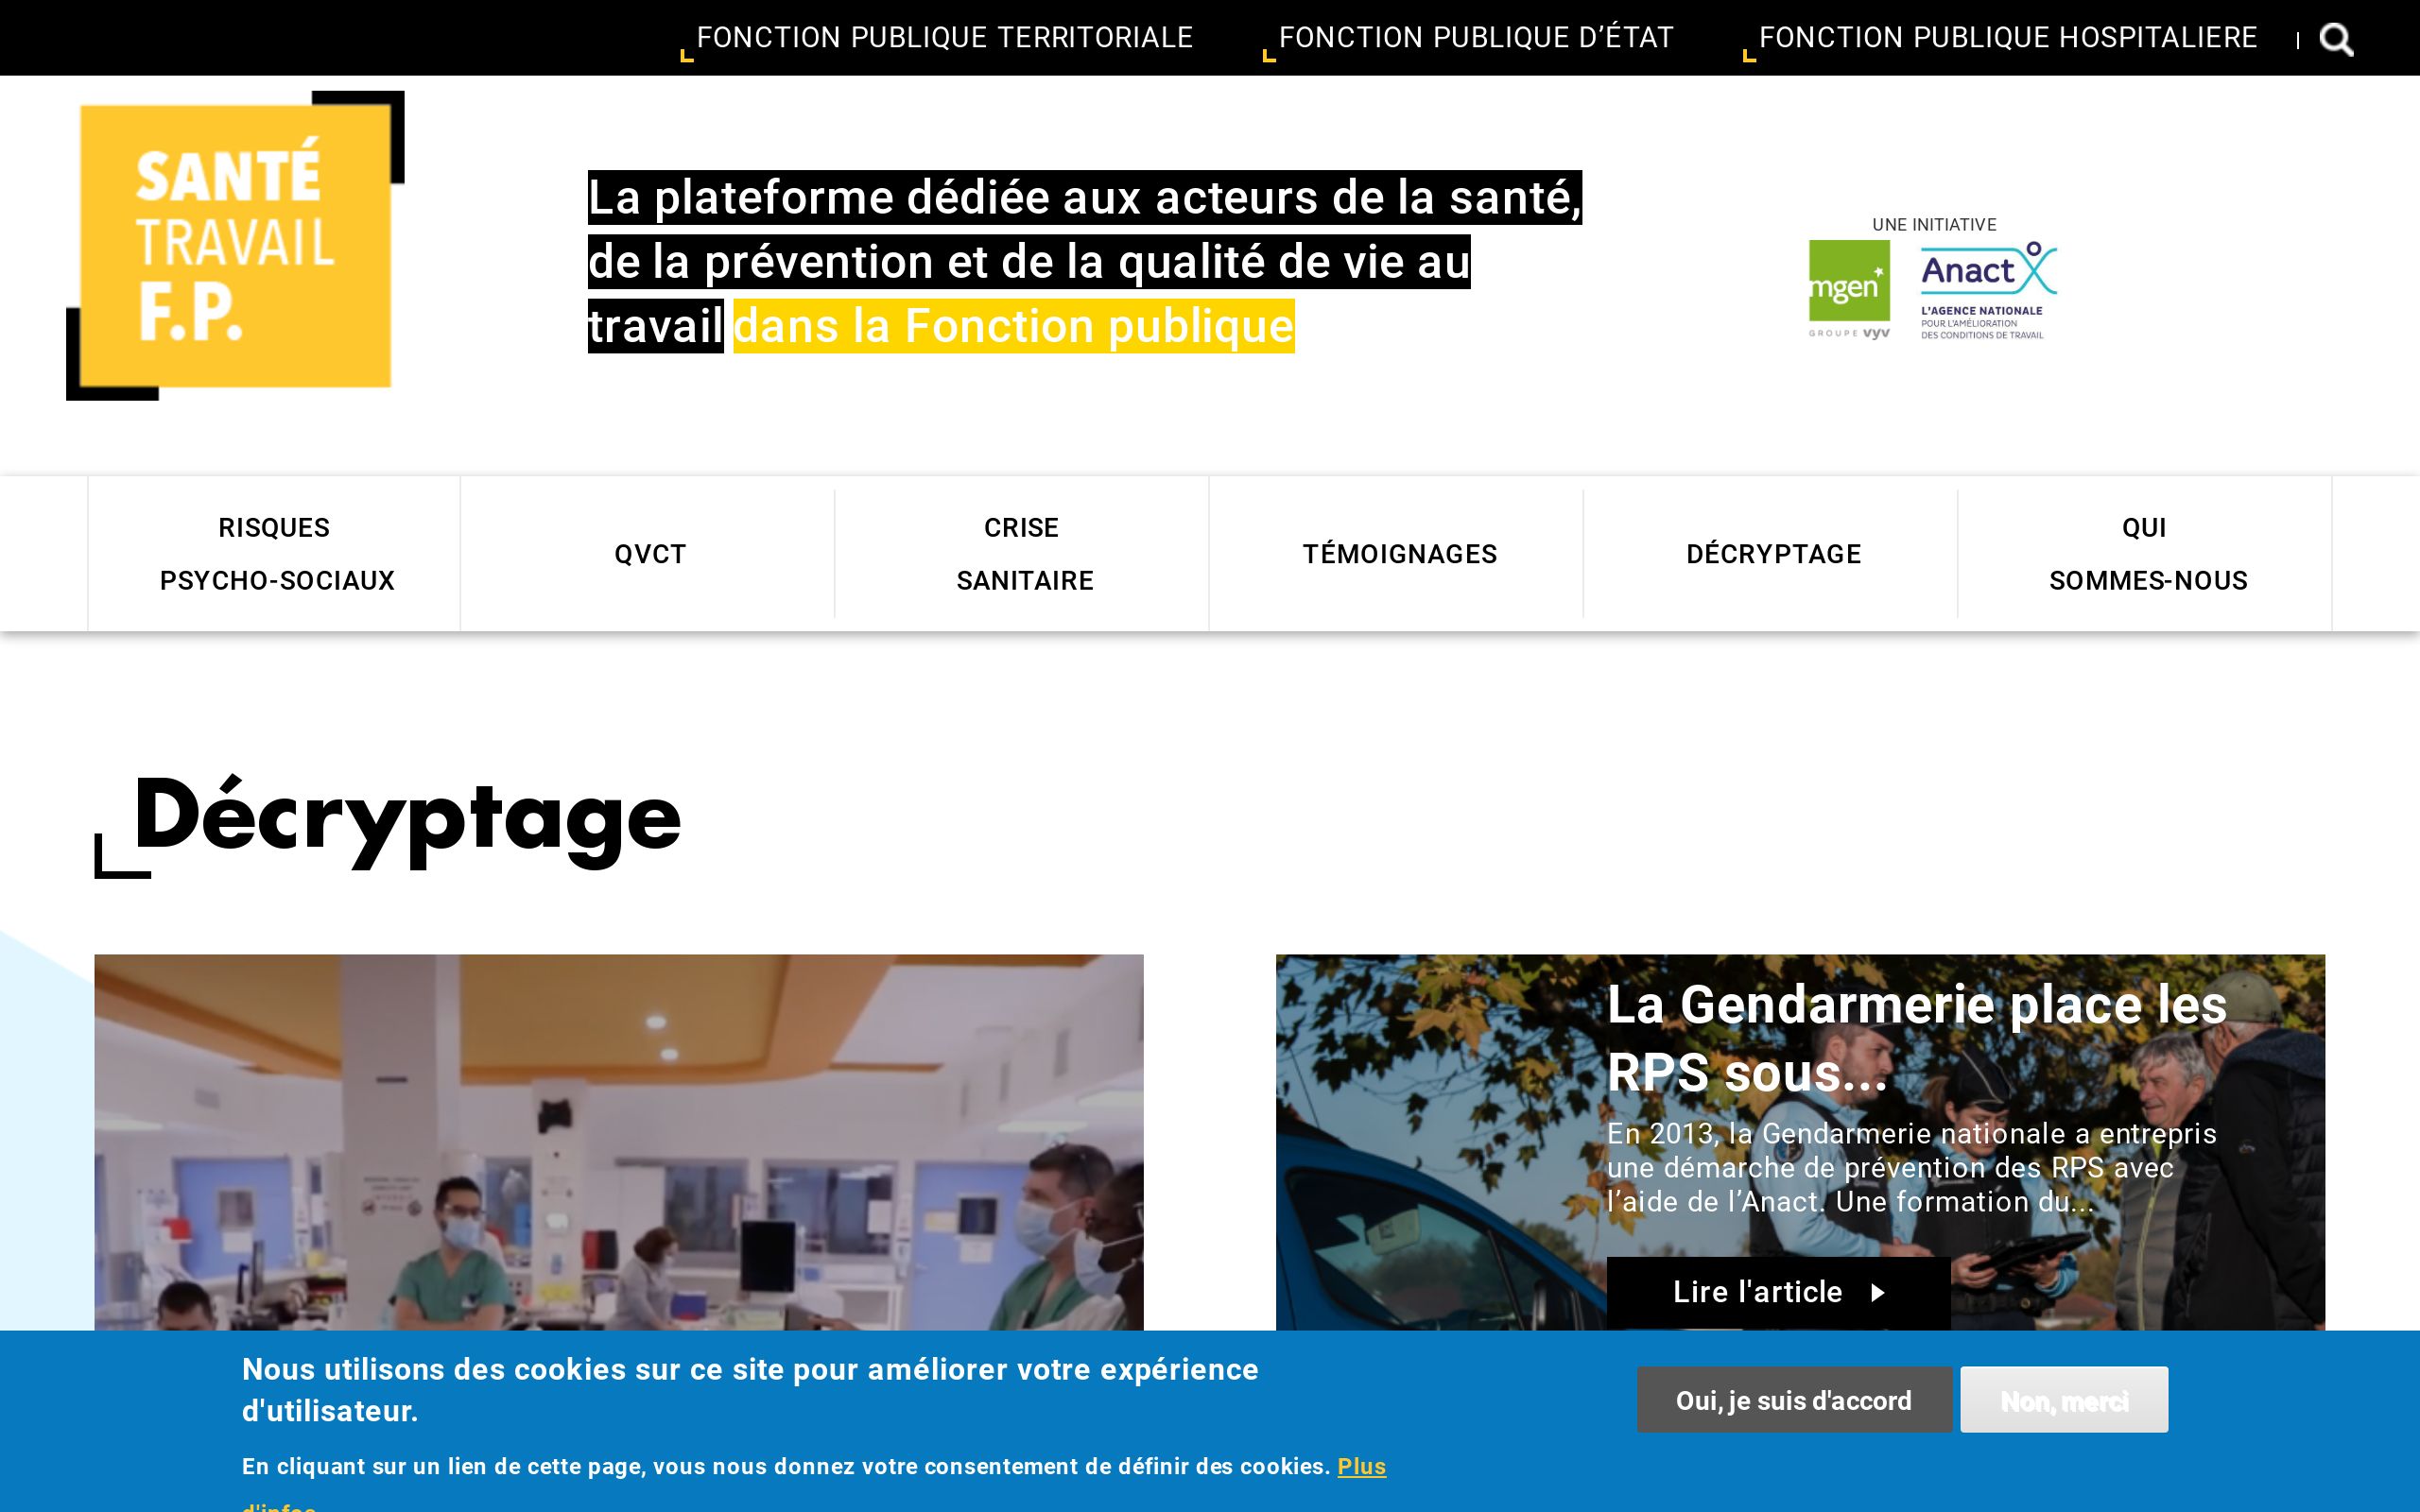 FONCTION PUBLIQUE TERRITORIALE
FONCTION PUBLIQUE D’ÉTAT
FONCTION PUBLIQUE HOSPITALIERE
SANTÉ
TRAVAIL
F.P.
La plateforme dédiée aux acteurs de la santé,
de la prévention et de la qualité de vie au
travail dans la Fonction publique
UNE INITIATIVE
mgen
GROUPE vyv
Anact
L'AGENCE NATIONALE
POUR L'AMÉLIORATION
DES CONDITIONS DE TRAVAIL
RISQUES
PSYCHO-SOCIAUX
QVCT
CRISE
SANITAIRE
TÉMOIGNAGES
DÉCRYPTAGE
QUI
SOMMES-NOUS
Décryptage
La Gendarmerie place les
RPS sous...
En 2013, la Gendarmerie nationale a entrepris
une démarche de prévention des RPS avec
l’aide de l’Anact. Une formation du...
Lire l'article
Nous utilisons des cookies sur ce site pour améliorer votre expérience
d'utilisateur.
En cliquant sur un lien de cette page, vous nous donnez votre consentement de définir des cookies. Plus
d'infos
Oui, je suis d'accord
Non, merci